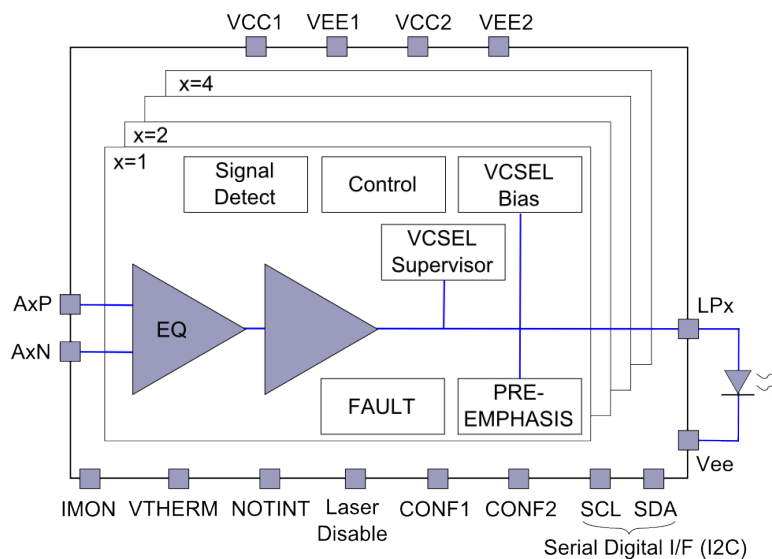 VCC1 VEE1 VCC2 VEE2
x=4
x=2
x=1
Signal
Detect
Control
VCSEL
Bias
VCSEL
Supervisor
AxP
EQ
AxN
LPx
FAULT
PRE-
EMPHASIS
Vee
IMON VTHERM NOTINT Laser
Disable
CONF1 CONF2 SCL SDA
Serial Digital I/F (I2C)